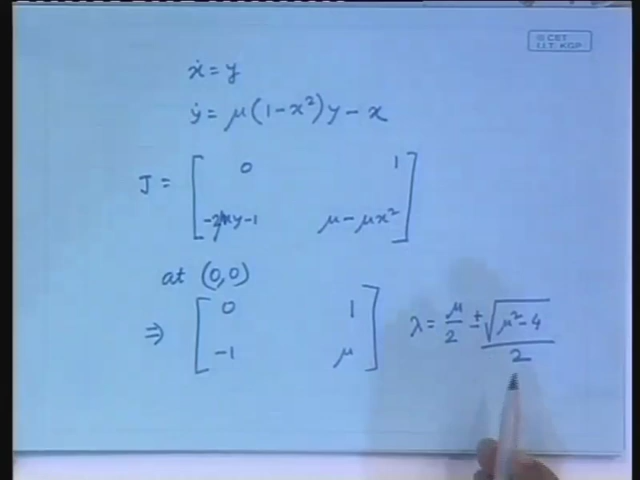 © CET
I.I.T. KGP
ẋ = y
ẏ = μ(1 - x²)y - x
J = [ 0 1
-2μxy-1 μ - μx² ]
at (0,0)
⇒ [ 0 1
-1 μ ] λ = μ/2 ± √(μ²-4)/2